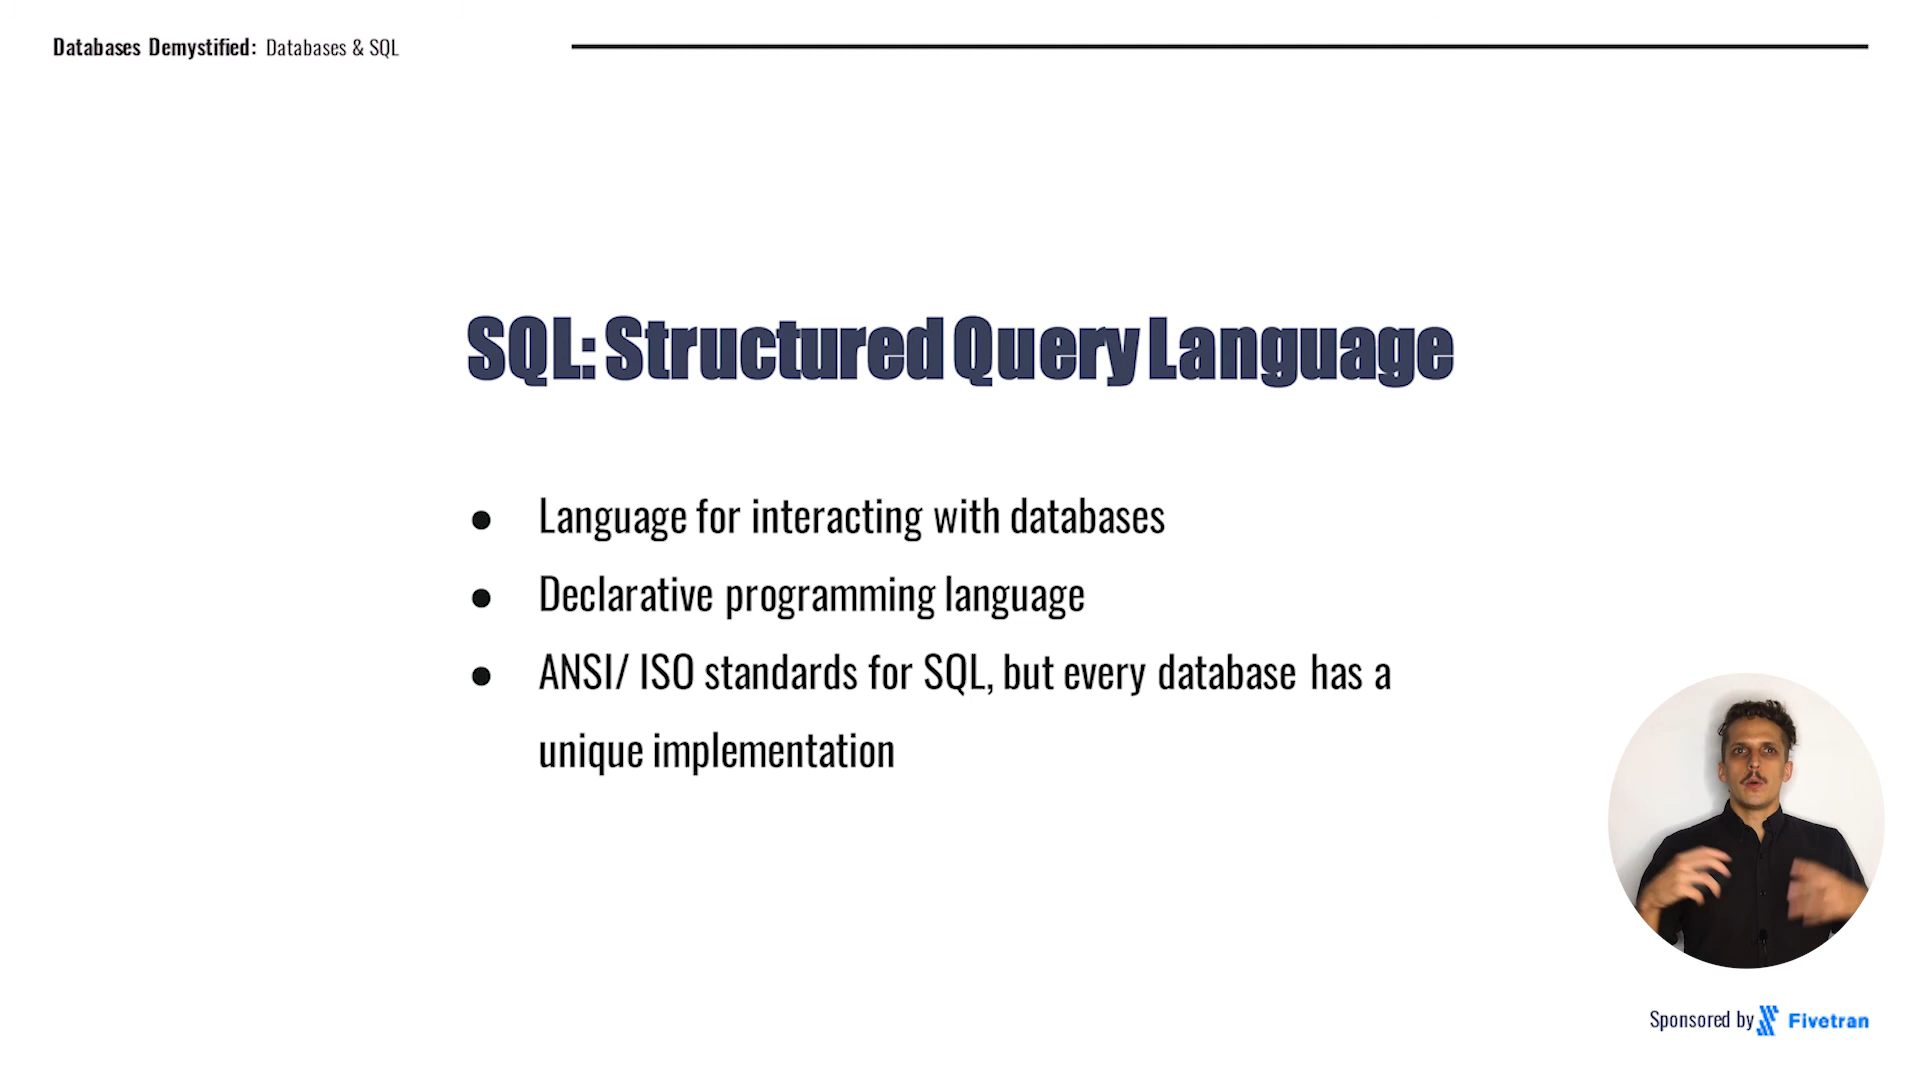 Databases Demystified: Databases & SQL
SQL: Structured Query Language
● Language for interacting with databases
● Declarative programming language
● ANSI/ ISO standards for SQL, but every database has a
unique implementation
Sponsored by Fivetran